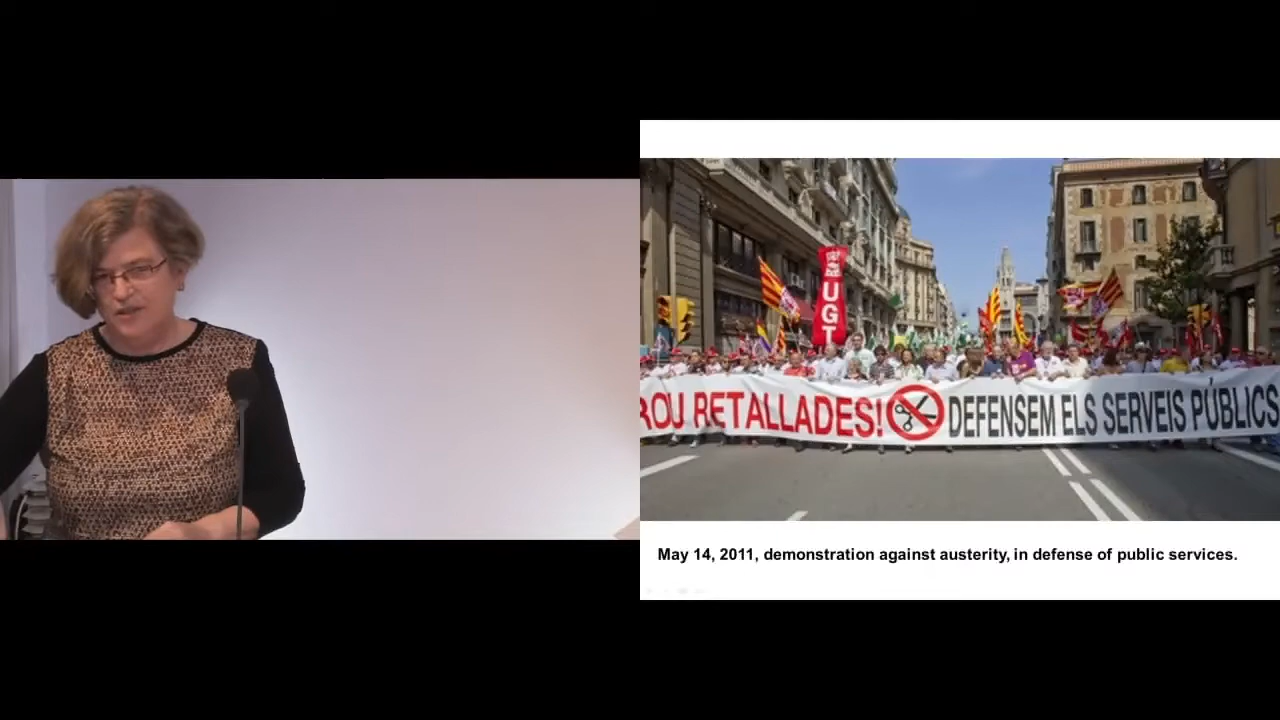 UGT
ROU RETALLADES! DEFENSEM ELS SERVEIS PÚBLICS
May 14, 2011, demonstration against austerity, in defense of public services.